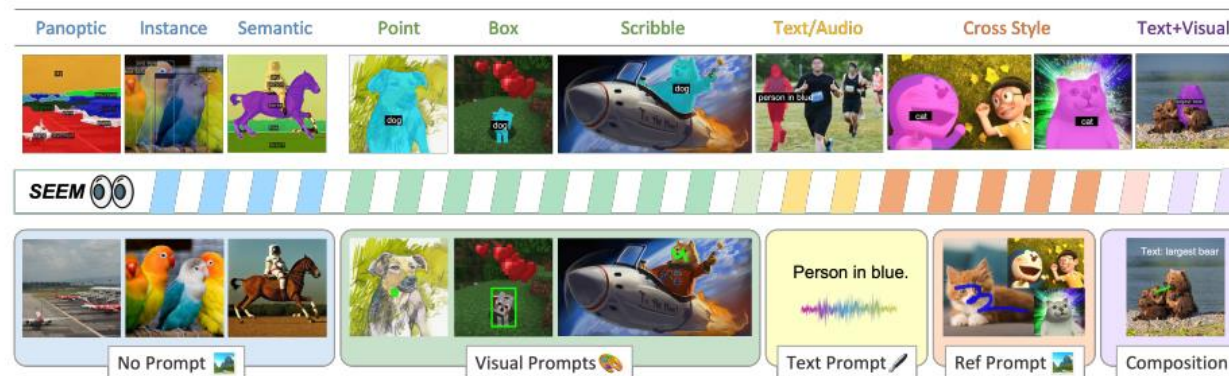 Panoptic Instance Semantic Point Box Scribble Text/Audio Cross Style Text+Visual
dog
dog
dog
person in blue
cat
cat
SEEM
Person in blue.
Text: largest bear
No Prompt
Visual Prompts
Text Prompt
Ref Prompt
Composition